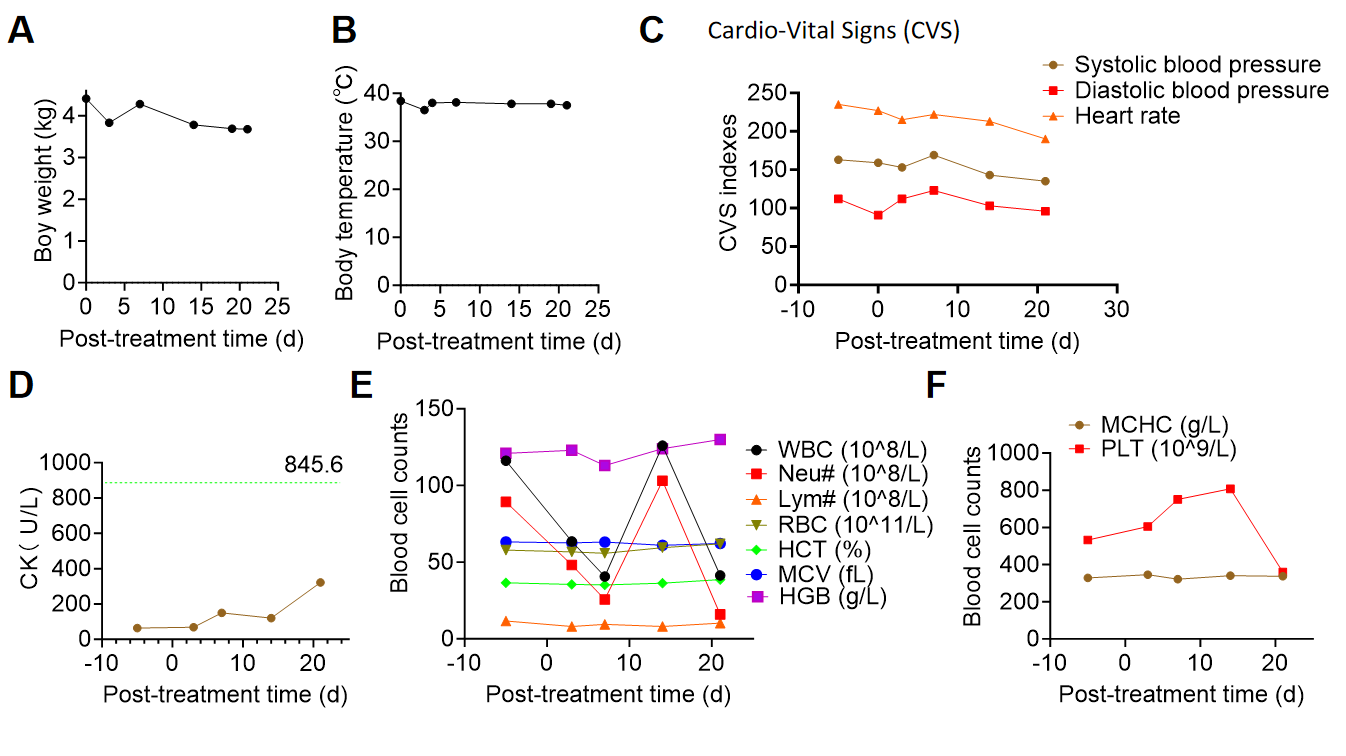 A
Boy weight (kg)
4
3
2
1
0
0 5 10 15 20 25
Post-treatment time (d)
B
Body temperature (℃)
40
30
20
10
0
0 5 10 15 20 25
Post-treatment time (d)
C
Cardio-Vital Signs (CVS)
Systolic blood pressure
Diastolic blood pressure
Heart rate
CVS indexes
250
200
150
100
50
0
-10 0 10 20 30
Post-treatment time (d)
D
845.6
CK( U/L)
1000
800
600
400
200
0
-10 0 10 20
Post-treatment time (d)
E
Blood cell counts
150
100
50
0
-10 0 10 20
Post-treatment time (d)
WBC (10^8/L)
Neu# (10^8/L)
Lym# (10^8/L)
RBC (10^11/L)
HCT (%)
MCV (fL)
HGB (g/L)
F
MCHC (g/L)
PLT (10^9/L)
Blood cell counts
1000
800
600
400
200
0
-10 0 10 20
Post-treatment time (d)